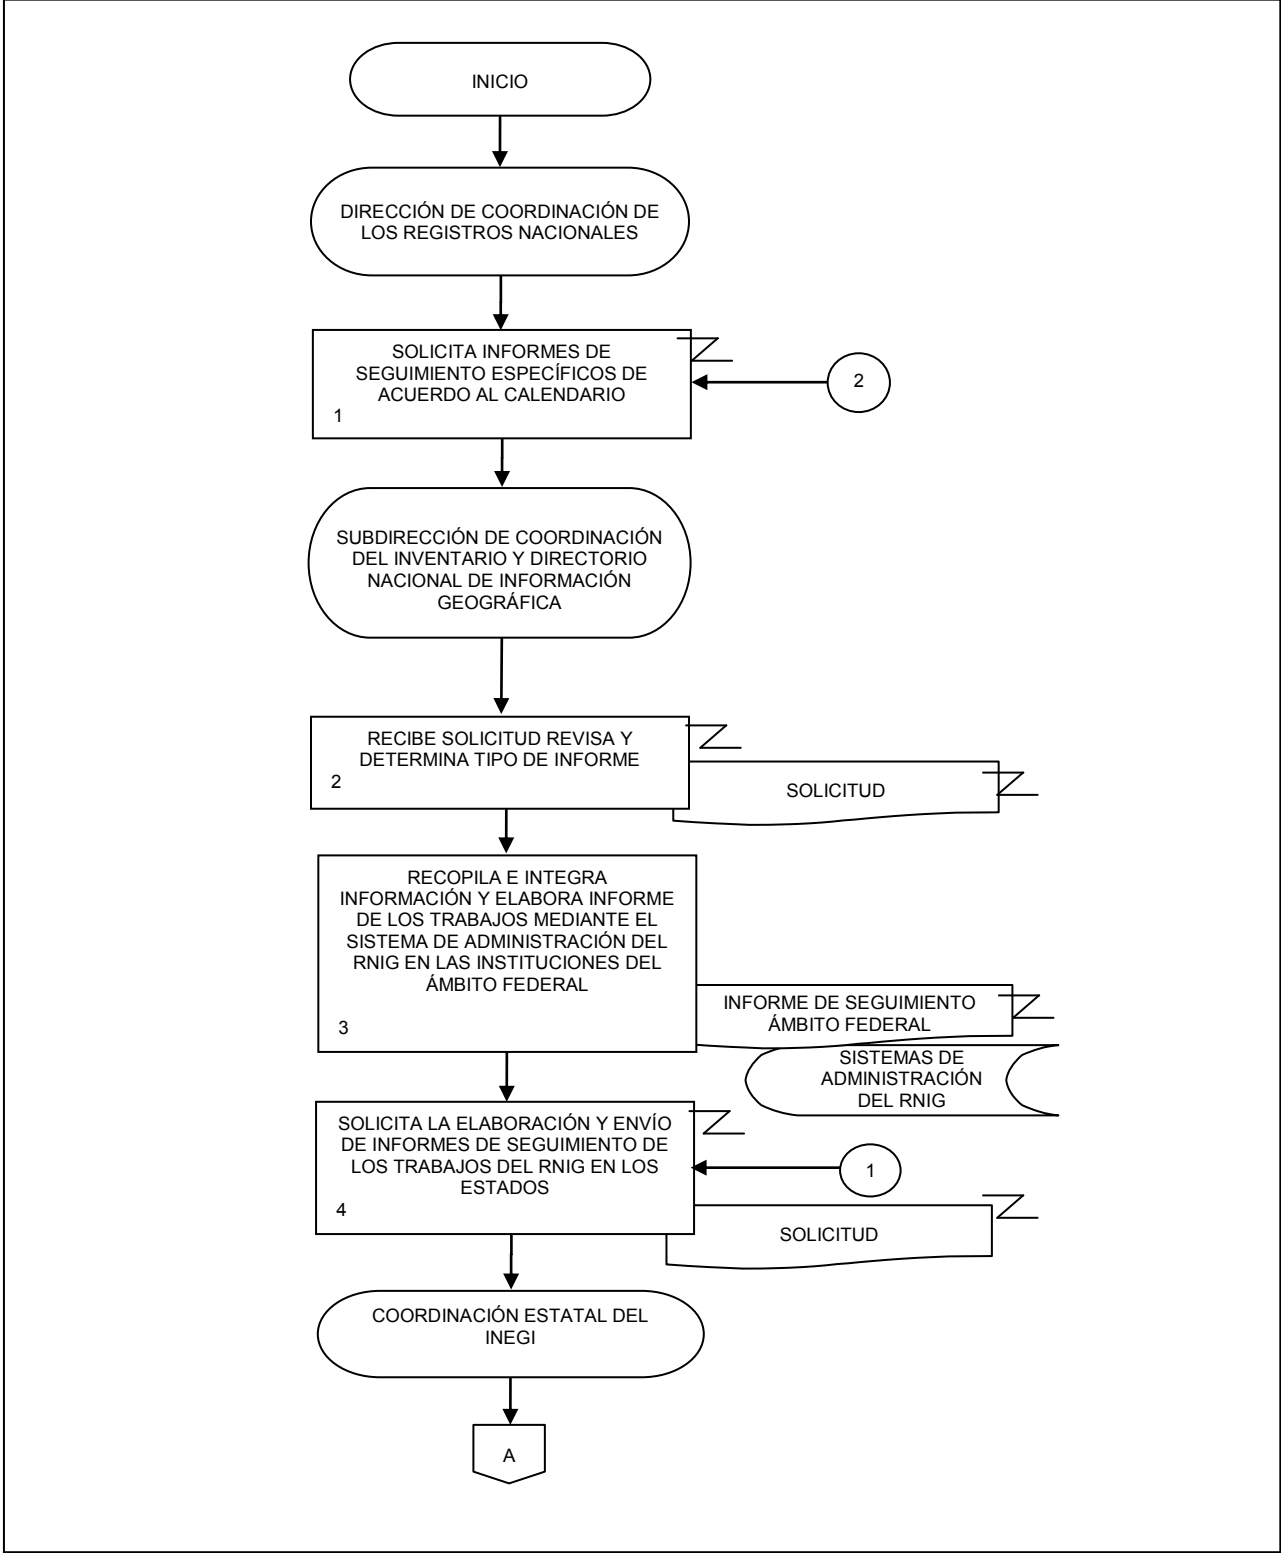 INICIO
DIRECCIÓN DE COORDINACIÓN DE
LOS REGISTROS NACIONALES
SOLICITA INFORMES DE
SEGUIMIENTO ESPECÍFICOS DE
ACUERDO AL CALENDARIO
1
2
SUBDIRECCIÓN DE COORDINACIÓN
DEL INVENTARIO Y DIRECTORIO
NACIONAL DE INFORMACIÓN
GEOGRÁFICA
RECIBE SOLICITUD REVISA Y
DETERMINA TIPO DE INFORME
2
SOLICITUD
RECOPILA E INTEGRA
INFORMACIÓN Y ELABORA INFORME
DE LOS TRABAJOS MEDIANTE EL
SISTEMA DE ADMINISTRACIÓN DEL
RNIG EN LAS INSTITUCIONES DEL
ÁMBITO FEDERAL
3
INFORME DE SEGUIMIENTO
ÁMBITO FEDERAL
SISTEMAS DE
ADMINISTRACIÓN
DEL RNIG
SOLICITA LA ELABORACIÓN Y ENVÍO
DE INFORMES DE SEGUIMIENTO DE
LOS TRABAJOS DEL RNIG EN LOS
ESTADOS
4
1
SOLICITUD
COORDINACIÓN ESTATAL DEL
INEGI
A